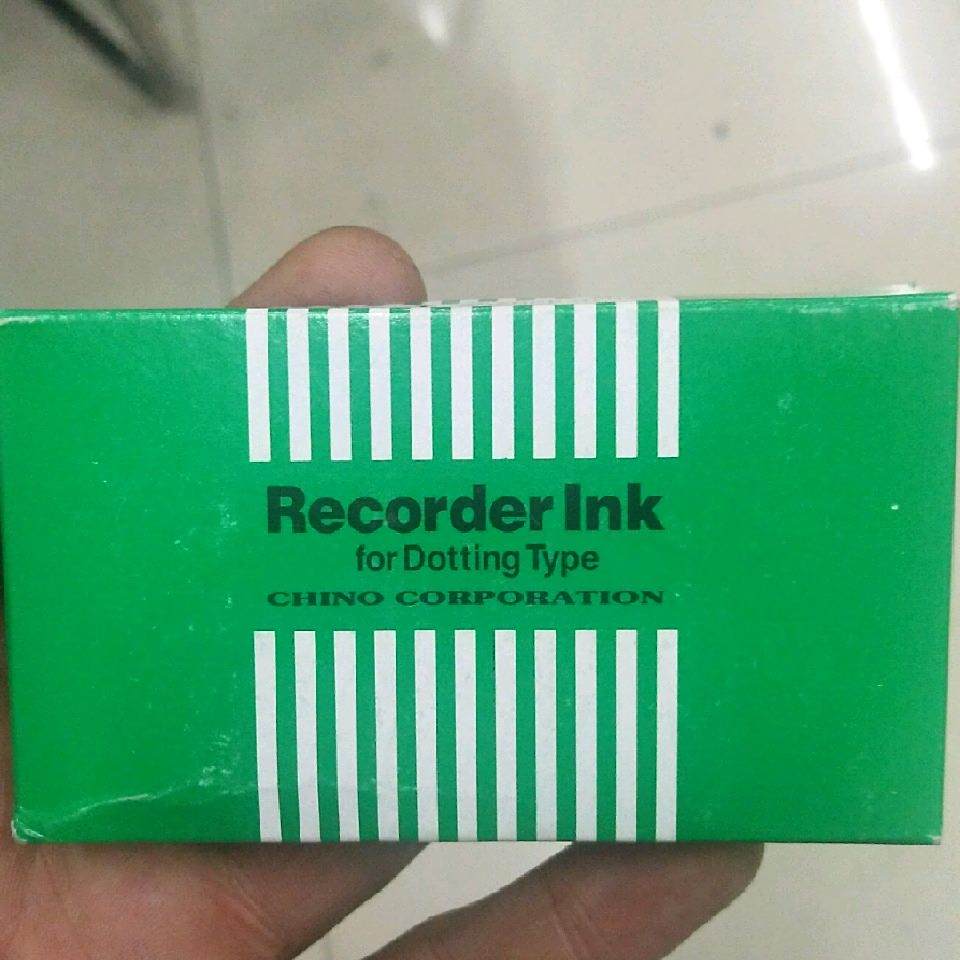 Recorder Ink
for Dotting Type
CHINO CORPORATION